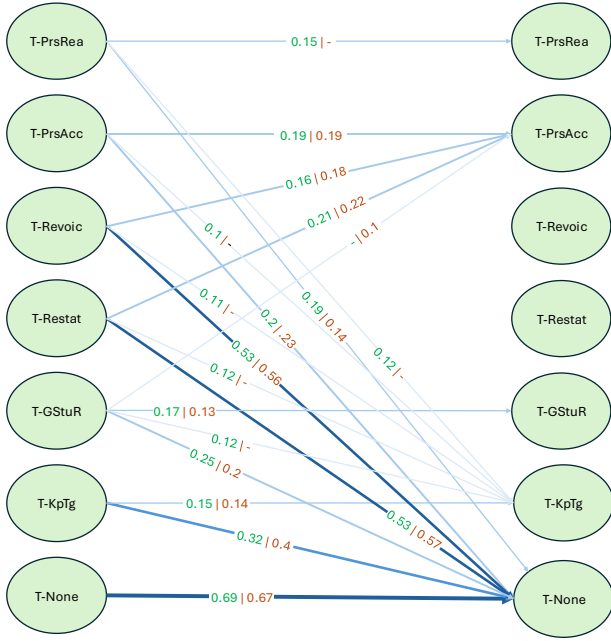 T-PrsRea
0.15|-
T-PrsRea
T-PrsAcc
0.19|0.19
T-PrsAcc
0.16|0.18
0.21|0.22
T-Revoic
0.1|-
-|0.1
T-Revoic
0.11|-
0.19|0.14
T-Restat
0.2|.23
T-Restat
0.53|0.56
0.12|-
0.12|-
T-GStuR
0.17|0.13
T-GStuR
0.12|-
0.25|0.2
T-KpTg
0.15|0.14
T-KpTg
0.53|0.57
0.32|0.4
T-None
0.69|0.67
T-None